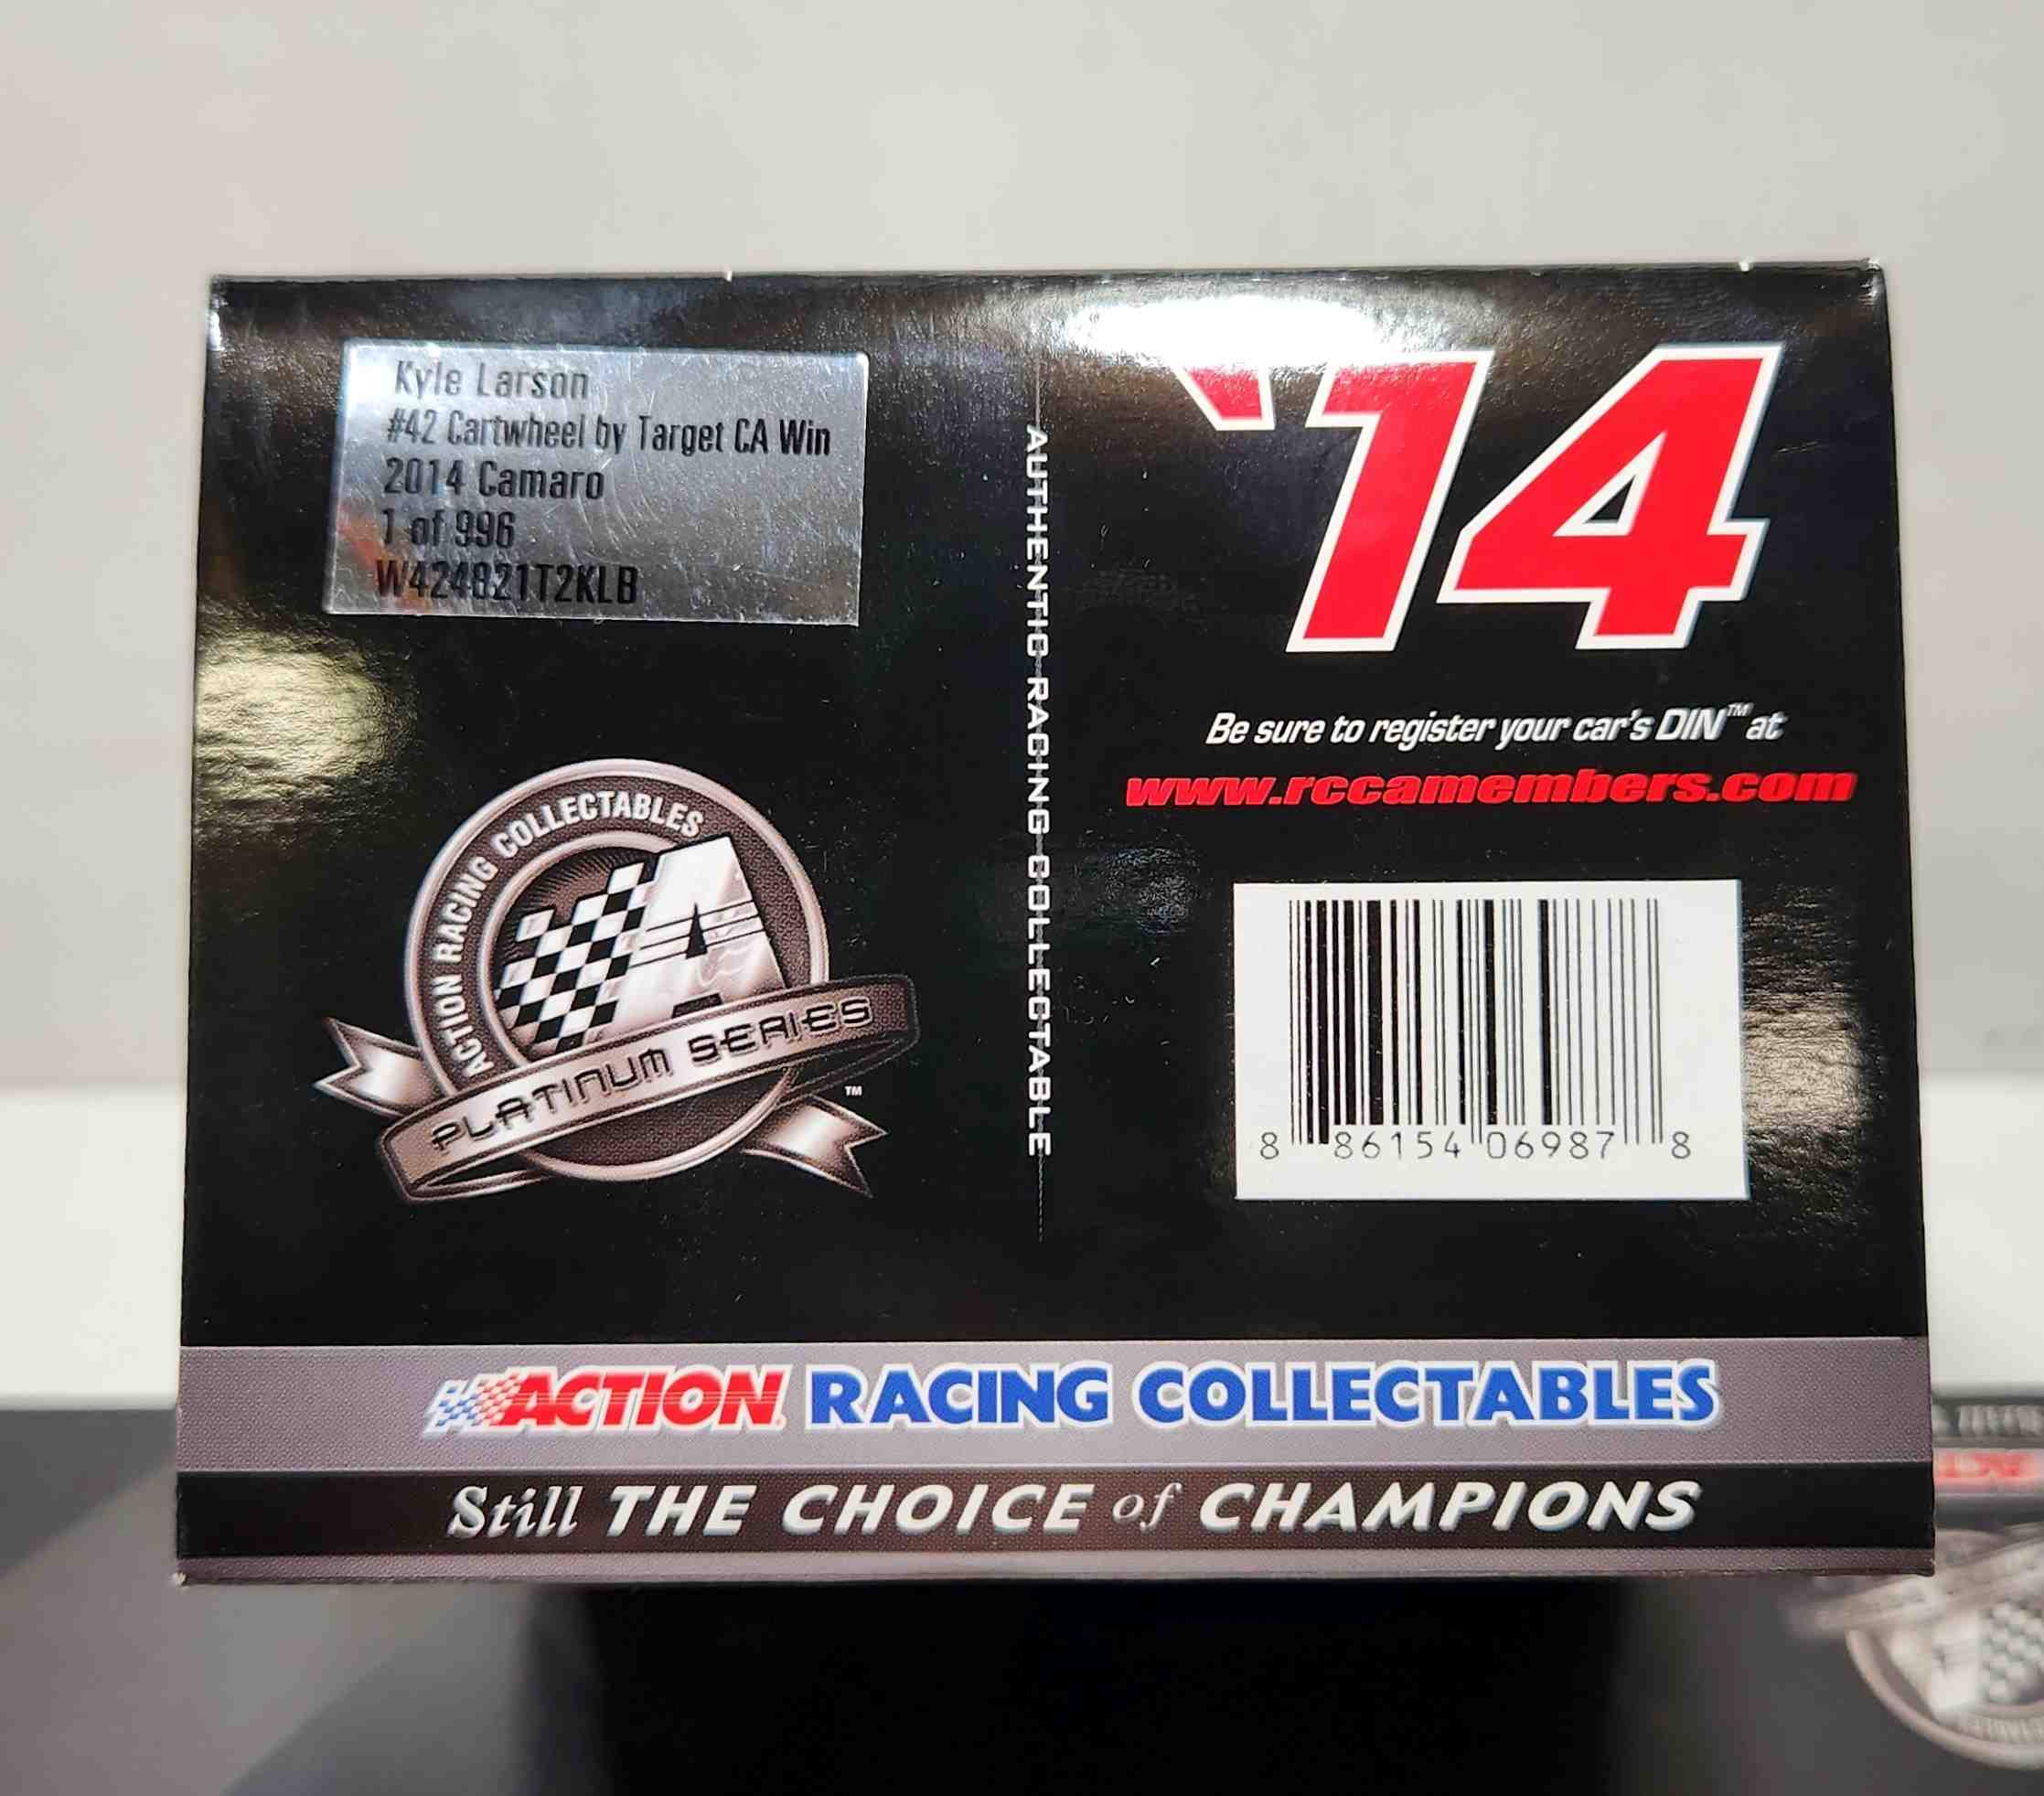 Kyle Larson
#42 Cartwheel by Target CA Win
2014 Camaro
1 of 996
W424821T2KLB
ACTION RACING COLLECTABLES
A
PLATINUM SERIES
TM
AUTHENTIC RACING COLLECTABLE
'14
Be sure to register your car's DIN™ at
www.rccamembers.com
8 86154 06987 8
ACTION RACING COLLECTABLES
Still THE CHOICE of CHAMPIONS